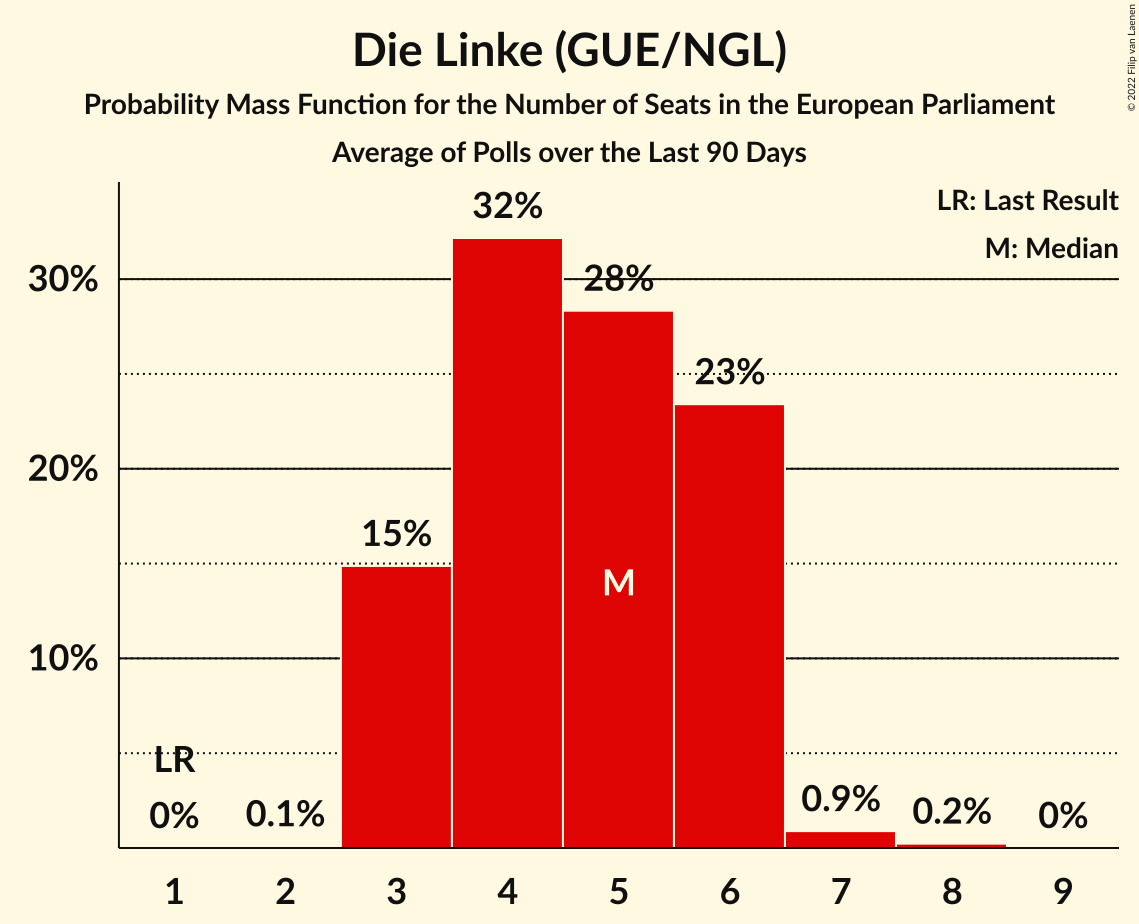 Die Linke (GUE/NGL)
Probability Mass Function for the Number of Seats in the European Parliament
Average of Polls over the Last 90 Days
© 2022 Filip van Laenen
LR: Last Result
M: Median
32%
30%
28%
23%
20%
15%
M
10%
LR
0%
0.1%
0.9%
0.2%
0%
1 2 3 4 5 6 7 8 9